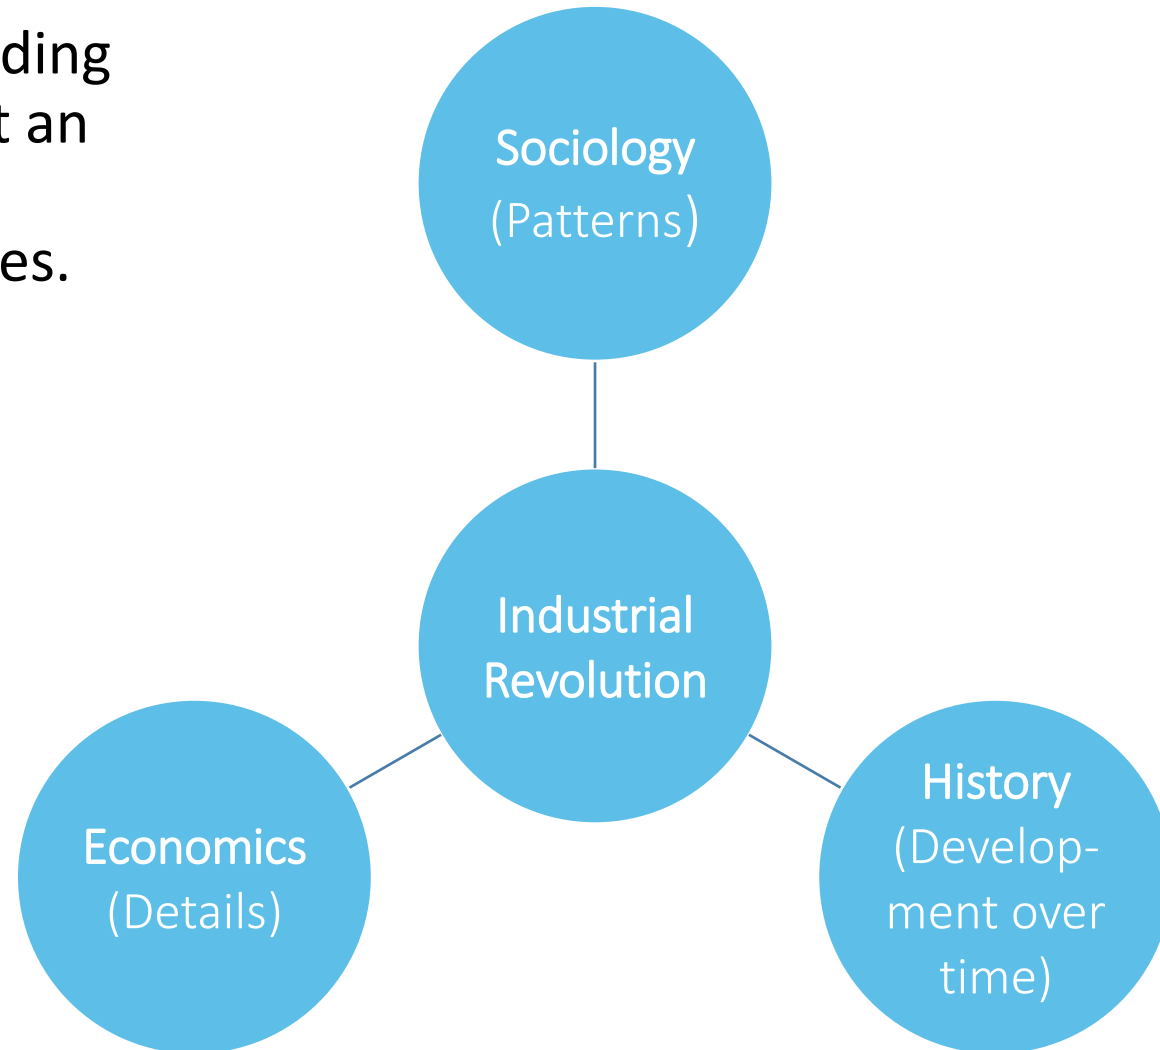 ding
t an
es.
Sociology
(Patterns)
Industrial
Revolution
Economics
(Details)
History
(Develop-
ment over
time)